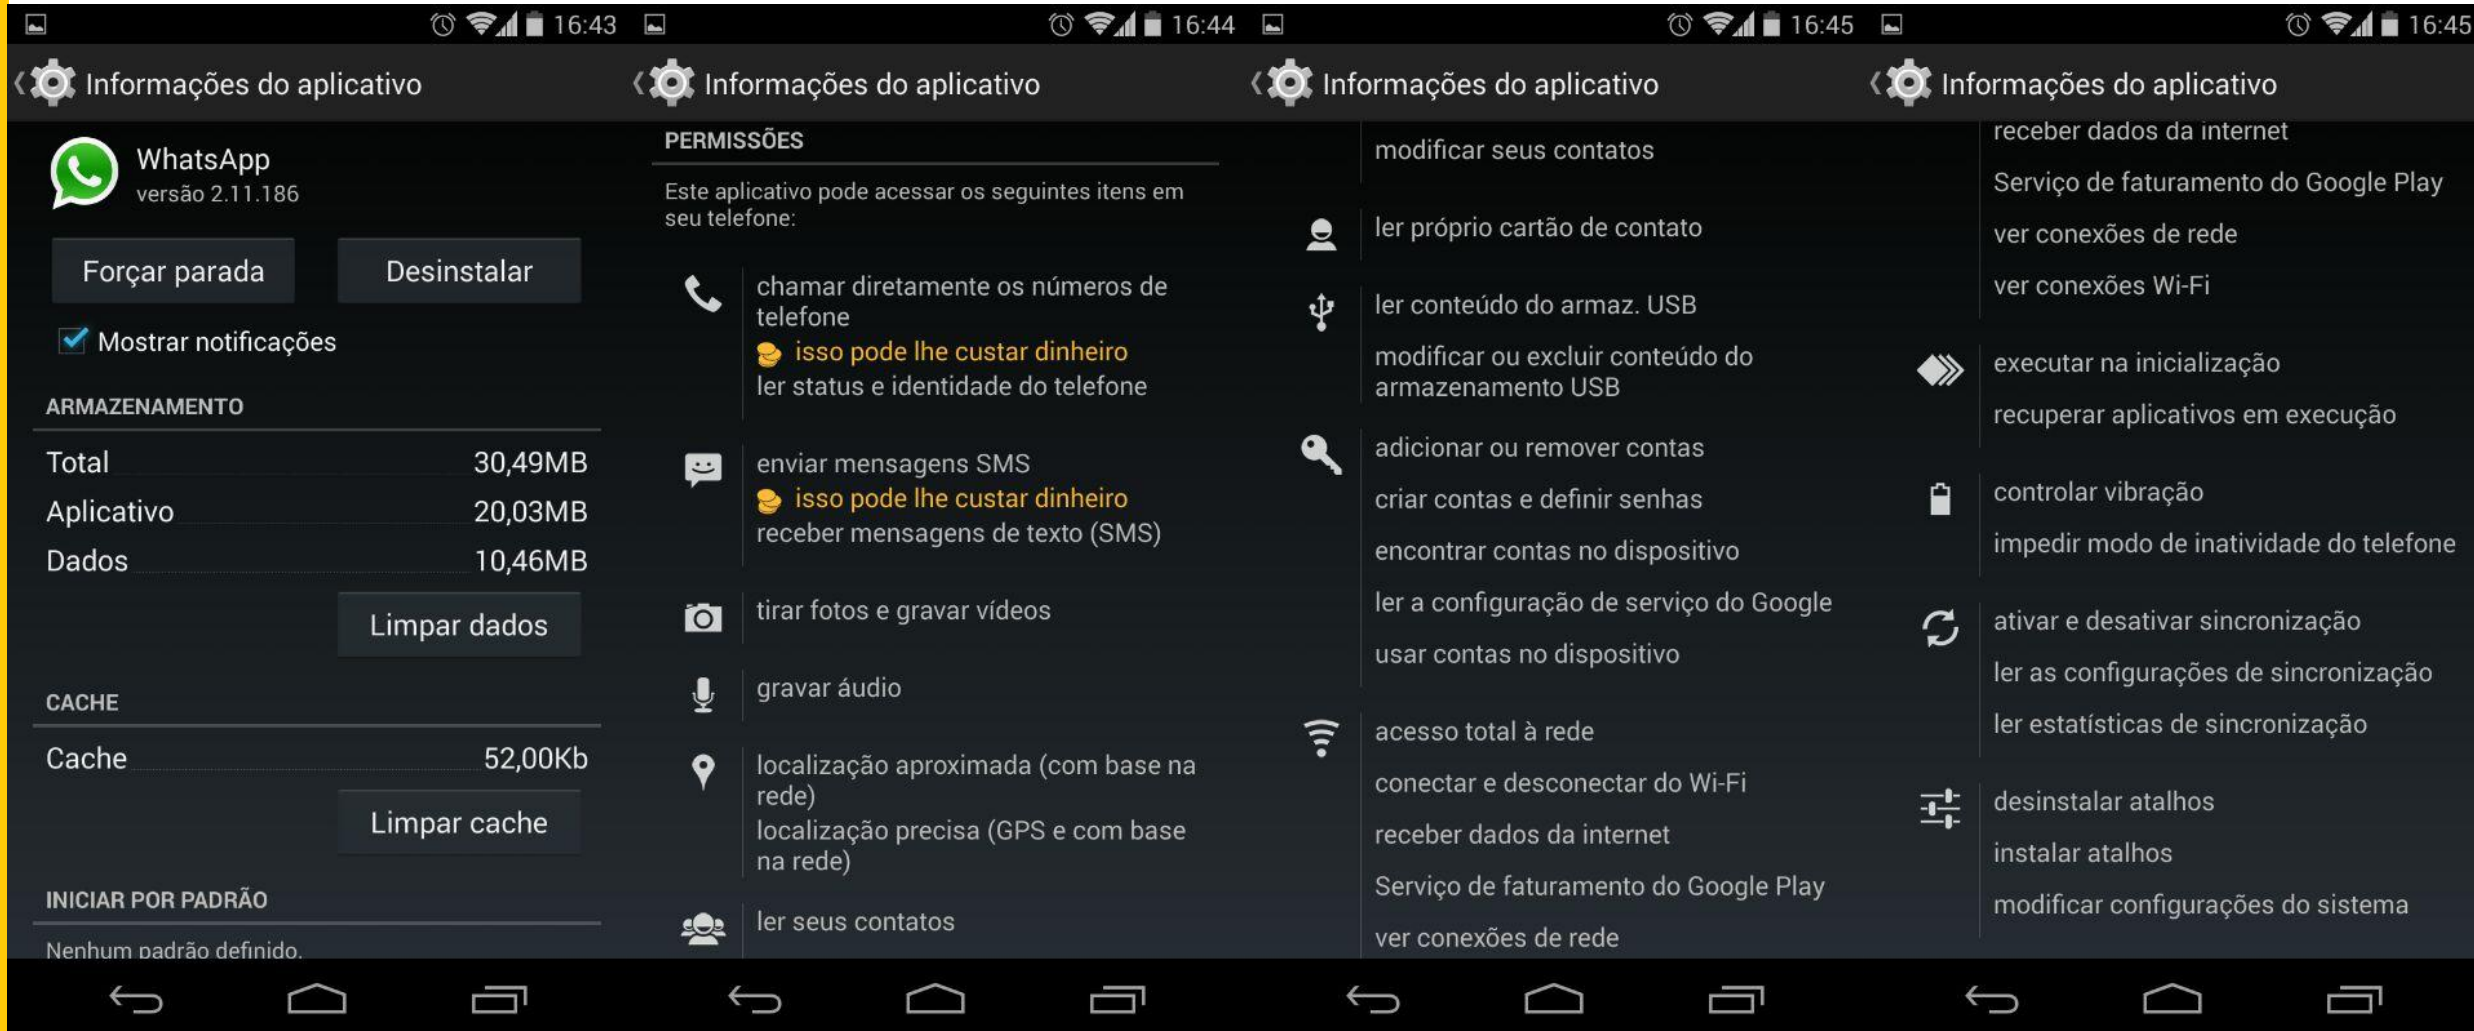 16:43
Informações do aplicativo
WhatsApp
versão 2.11.186
Forçar parada
Desinstalar
Mostrar notificações
ARMAZENAMENTO
Total 30,49MB
Aplicativo 20,03MB
Dados 10,46MB
Limpar dados
CACHE
Cache 52,00Kb
Limpar cache
INICIAR POR PADRÃO
Nenhum padrão definido.
16:44
Informações do aplicativo
PERMISSÕES
Este aplicativo pode acessar os seguintes itens em
seu telefone:
chamar diretamente os números de
telefone
isso pode lhe custar dinheiro
ler status e identidade do telefone
enviar mensagens SMS
isso pode lhe custar dinheiro
receber mensagens de texto (SMS)
tirar fotos e gravar vídeos
gravar áudio
localização aproximada (com base na
rede)
localização precisa (GPS e com base
na rede)
ler seus contatos
16:45
Informações do aplicativo
modificar seus contatos
ler próprio cartão de contato
ler conteúdo do armaz. USB
modificar ou excluir conteúdo do
armazenamento USB
adicionar ou remover contas
criar contas e definir senhas
encontrar contas no dispositivo
ler a configuração de serviço do Google
usar contas no dispositivo
acesso total à rede
conectar e desconectar do Wi-Fi
receber dados da internet
Serviço de faturamento do Google Play
ver conexões de rede
16:45
Informações do aplicativo
receber dados da internet
Serviço de faturamento do Google Play
ver conexões de rede
ver conexões Wi-Fi
executar na inicialização
recuperar aplicativos em execução
controlar vibração
impedir modo de inatividade do telefone
ativar e desativar sincronização
ler as configurações de sincronização
ler estatísticas de sincronização
desinstalar atalhos
instalar atalhos
modificar configurações do sistema